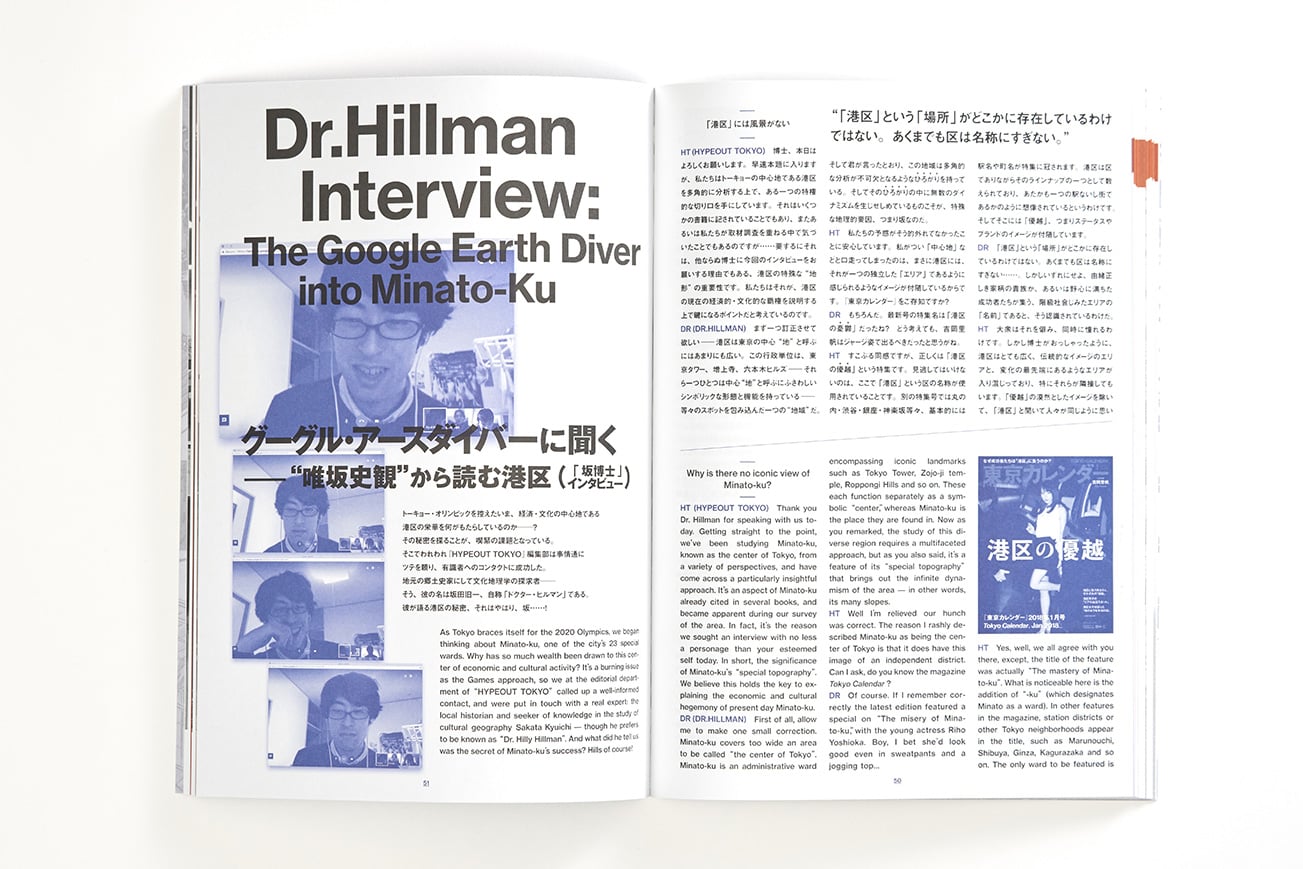 Dr.Hillman
Interview:
The Google Earth Diver
into Minato-Ku
グーグル・アースダイバーに聞く
——“唯坂史観”から読む港区(「坂博士」インタビュー)
トーキョー・オリンピックを控えたいま、経済・文化の中心地である
港区の栄華を何がもたらしているのか——?
その秘密を探ることが、喫緊の課題となっている。
そこでわれわれ『HYPEOUT TOKYO』編集部は事情通に
ツテを頼り、有識者へのコンタクトに成功した。
地元の郷土史家にして文化地理学の探求者——
そう、彼の名は坂田旧一、自称「ドクター・ヒルマン」である。
彼が語る港区の秘密、それはやはり、坂……!
As Tokyo braces itself for the 2020 Olympics, we began
thinking about Minato-ku, one of the city's 23 special
wards. Why has so much wealth been drawn to this cen-
ter of economic and cultural activity? It's a burning issue
as the Games approach, so we at the editorial depart-
ment of "HYPEOUT TOKYO" called up a well-informed
contact, and were put in touch with a real expert: the
local historian and seeker of knowledge in the study of
cultural geography Sakata Kyuichi — though he prefers
to be known as "Dr. Hilly Hillman". And what did he tell us
was the secret of Minato-ku's success? Hills of course!
51
「港区」には風景がない
HT (HYPEOUT TOKYO) 博士、本日は
よろしくお願いします。早速本題に入ります
が、私たちはトーキョーの中心地である港区
を多角的に分析する上で、ある一つの特権
的な切り口を手にしています。それはいくつ
かの書籍に記されていることでもあり、またあ
るいは私たちが取材調査を重ねる中で気づ
いたことでもあるのですが……要するにそれ
は、他ならぬ博士に今回のインタビューをお
願いする理由でもある、港区の特殊な“地
形”の重要性です。私たちはそれが、港区
の現在の経済的・文化的な覇権を説明する
上で鍵になるポイントだと考えているのです。
DR (DR.HILLMAN) まず一つ訂正させて
欲しい——港区は東京の中心“地”と呼ぶ
にはあまりにも広い。この行政単位は、東
京タワー、増上寺、六本木ヒルズ——それ
ら一つひとつは中心“地”と呼ぶにふさわしい
シンボリックな形態と機能を持っている——
等々のスポットを包み込んだ一つの“地域”だ。
“「港区」という「場所」がどこかに存在しているわけ
ではない。あくまでも区は名称にすぎない。”
そして君が言ったとおり、この地域は多角的
な分析が不可欠となるようなひろがりを持って
いる。そしてそのひろがりの中に無数のダイ
ナミズムを生じせしめているものこそが、特殊
な地理的要因、つまり坂なのだ。
HT 私たちの予感がそう外れてなかったこ
とに安心しています。私がつい「中心地」な
どと口走ってしまったのは、まさに港区には、
それが一つの独立した「エリア」であるように
感じられるようなイメージが付随しているからで
す。『東京カレンダー』をご存知ですか?
DR もちろんだ。最新号の特集名は「港区
の憂鬱」だったね? とう考えても、吉岡里
帆はジャージ姿で出るべきだったと思うがね。
HT すこぶる同感ですが、正しくは「港区
の優越」という特集です。見逃してはいけな
いのは、ここで「港区」という区の名称が使
用されていることです。別の特集号では丸の
内・渋谷・銀座・神楽坂等々、基本的には
駅名や町名が特集に冠されます。港区は区
でありながらそのラインナップの一つとして数
えられており、あたかも一つの駅ないし街で
あるかのように想像されているというわけです。
そしてそこには「優越」、つまりステータスや
ブランドのイメージが付随しています。
DR 「港区」という“場所”がどこかに存在し
ているわけではない。あくまでも区は名称に
すぎない……。しかしいずれにせよ、由緒正
しき家柄の貴族か、あるいは野心に満ちた
成功者たちが集う、階級社会じみたエリアの
「名前」であると、そう認識されているわけだ。
HT 大衆はそれを僻み、同時に憧れるわ
けです。しかし博士がおっしゃったように、
港区はとても広く、伝統的なイメージのエリ
アと、変化の最先端にあるようなエリアが
入り混じっており、特にそれらが隣接しても
います。「優越」の漠然としたイメージを除い
て、「港区」と聞いて人々が同じように思い
Why is there no iconic view of
Minato-ku?
HT (HYPEOUT TOKYO) Thank you
Dr. Hillman for speaking with us to-
day. Getting straight to the point,
we've been studying Minato-ku,
known as the center of Tokyo, from
a variety of perspectives, and have
come across a particularly insightful
approach. It's an aspect of Minato-ku
already cited in several books, and
became apparent during our survey
of the area. In fact, it's the reason
we sought an interview with no less
a personage than your esteemed
self today. In short, the significance
of Minato-ku's "special topography".
We believe this holds the key to ex-
plaining the economic and cultural
hegemony of present day Minato-ku.
DR (DR.HILLMAN) First of all, allow
me to make one small correction.
Minato-ku covers too wide an area
to be called "the center of Tokyo".
Minato-ku is an administrative ward
encompassing iconic landmarks
such as Tokyo Tower, Zojo-ji tem-
ple, Roppongi Hills and so on. These
each function separately as a sym-
bolic "center," whereas Minato-ku is
the place they are found in. Now as
you remarked, the study of this di-
verse region requires a multifaceted
approach, but as you also said, it's a
feature of its "special topography"
that brings out the infinite dyna-
mism of the area — in other words,
its many slopes.
HT Well I'm relieved our hunch
was correct. The reason I rashly de-
scribed Minato-ku as being the cen-
ter of Tokyo is that it does have this
image of an independent district.
Can I ask, do you know the magazine
Tokyo Calendar ?
DR Of course. If I remember cor-
rectly the latest edition featured a
special on "The misery of Mina-
to-ku," with the young actress Riho
Yoshioka. Boy, I bet she'd look
good even in sweatpants and a
jogging top...
東京カレンダー
港区の優越
『東京カレンダー』2018年1月号
Tokyo Calendar. Jan 2018.
HT Yes, well, we all agree with you
there, except, the title of the feature
was actually "The mastery of Mina-
to-ku". What is noticeable here is the
addition of "-ku" (which designates
Minato as a ward). In other features
in the magazine, station districts or
other Tokyo neighborhoods appear
in the title, such as Marunouchi,
Shibuya, Ginza, Kagurazaka and so
on. The only ward to be featured is
50